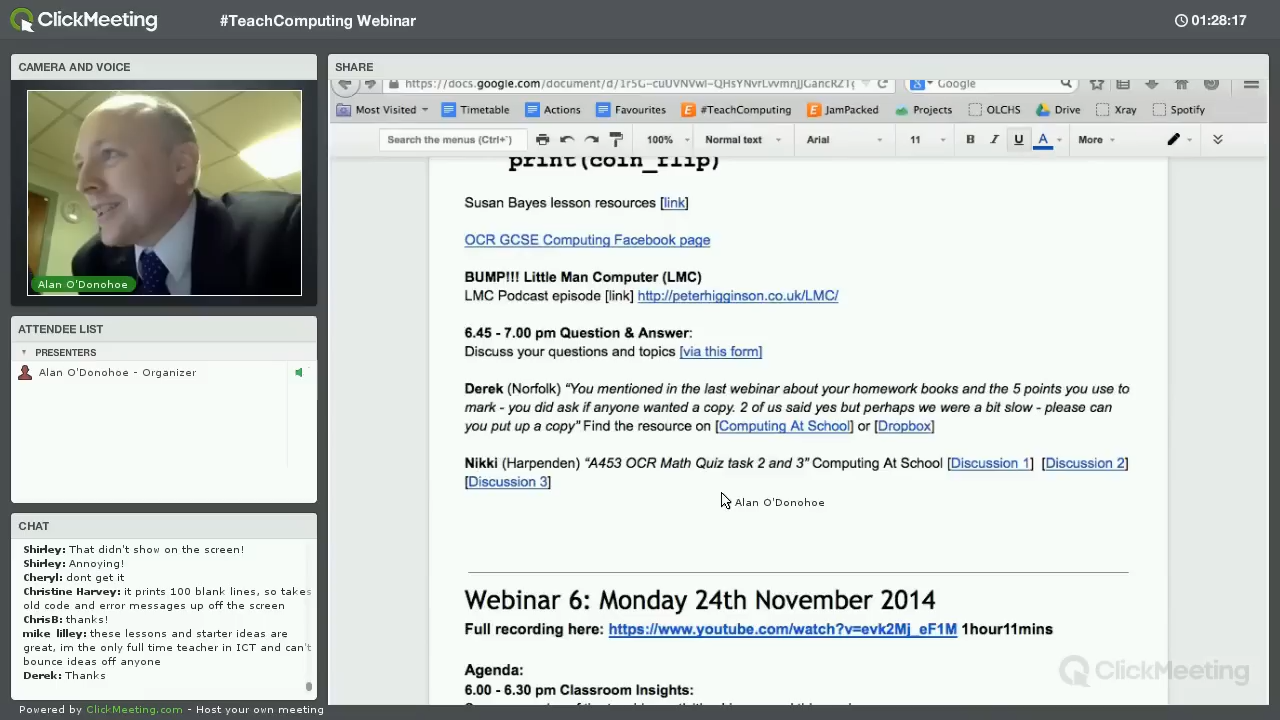 ClickMeeting
#TeachComputing Webinar
01:28:17
CAMERA AND VOICE
Alan O'Donohoe
ATTENDEE LIST
PRESENTERS
Alan O'Donohoe - Organizer
CHAT
Shirley: That didn't show on the screen!
Shirley: Annoying!
Cheryl: dont get it
Christine Harvey: it prints 100 blank lines, so takes
old code and error messages up off the screen
ChrisB: thanks!
mike lilley: these lessons and starter ideas are
great, im the only full time teacher in ICT and can't
bounce ideas off anyone
Derek: Thanks
Powered by ClickMeeting.com - Host your own meeting
SHARE
Google
Most Visited Timetable Actions Favourites #TeachComputing JamPacked Projects OLCHS Drive Xray Spotify
Search the menus (Ctrl+`) 100% Normal text Arial 11 B I U A More
print(coin_flip)
Susan Bayes lesson resources [link]
OCR GCSE Computing Facebook page
BUMP!!! Little Man Computer (LMC)
LMC Podcast episode [link] http://peterhigginson.co.uk/LMC/
6.45 - 7.00 pm Question & Answer:
Discuss your questions and topics [via this form]
Derek (Norfolk) “You mentioned in the last webinar about your homework books and the 5 points you use to
mark - you did ask if anyone wanted a copy. 2 of us said yes but perhaps we were a bit slow - please can
you put up a copy” Find the resource on [Computing At School] or [Dropbox]
Nikki (Harpenden) “A453 OCR Math Quiz task 2 and 3” Computing At School [Discussion 1] [Discussion 2]
[Discussion 3]
Alan O'Donohoe
Webinar 6: Monday 24th November 2014
Full recording here: https://www.youtube.com/watch?v=evk2Mj_eF1M 1hour11mins
Agenda:
6.00 - 6.30 pm Classroom Insights:
ClickMeeting